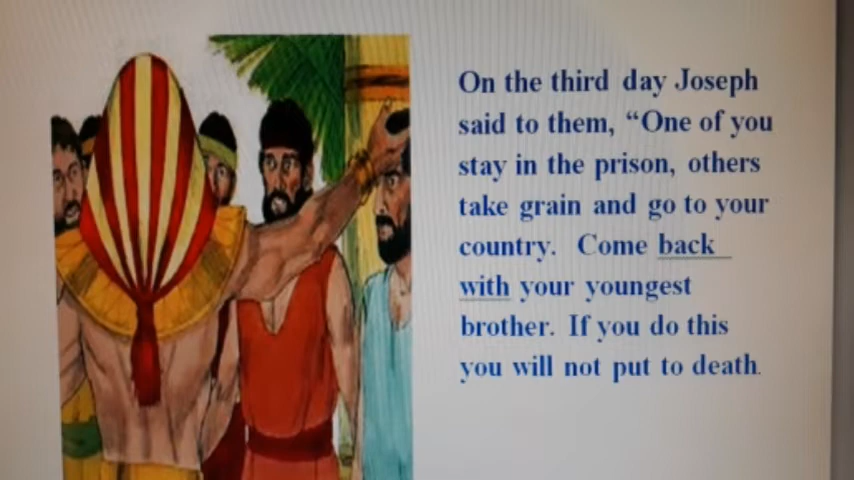 On the third day Joseph
said to them, “One of you
stay in the prison, others
take grain and go to your
country. Come back
with your youngest
brother. If you do this
you will not put to death.